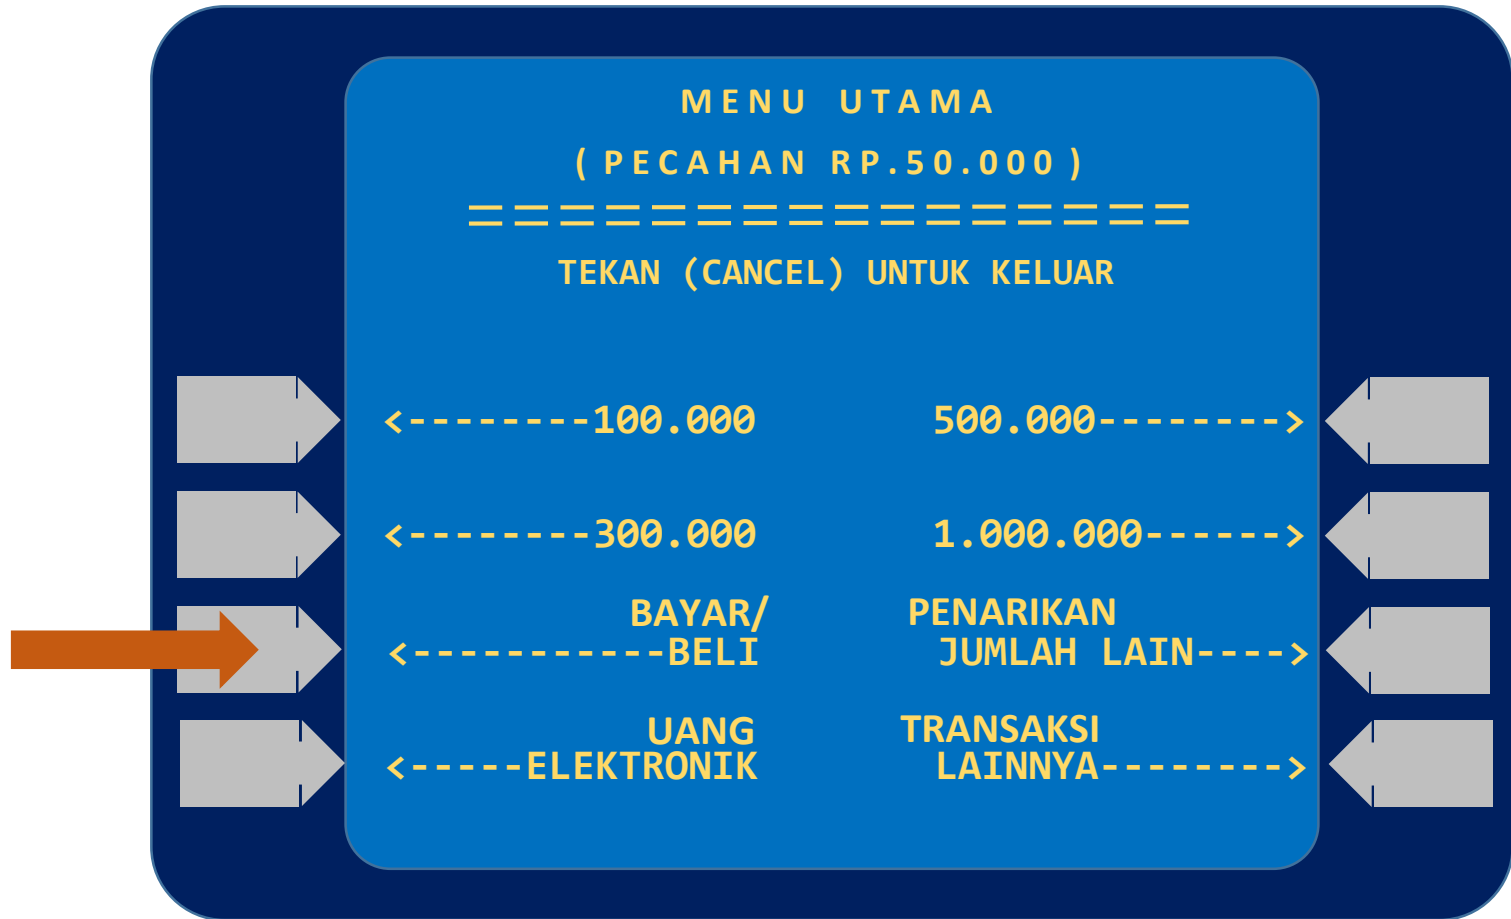 MENU UTAMA
(PECAHAN RP.50.000)
================
TEKAN (CANCEL) UNTUK KELUAR
<--------100.000
500.000-------->
<--------300.000
1.000.000------>
BAYAR/
<-----------BELI
PENARIKAN
JUMLAH LAIN---->
UANG
<-----ELEKTRONIK
TRANSAKSI
LAINNYA-------->